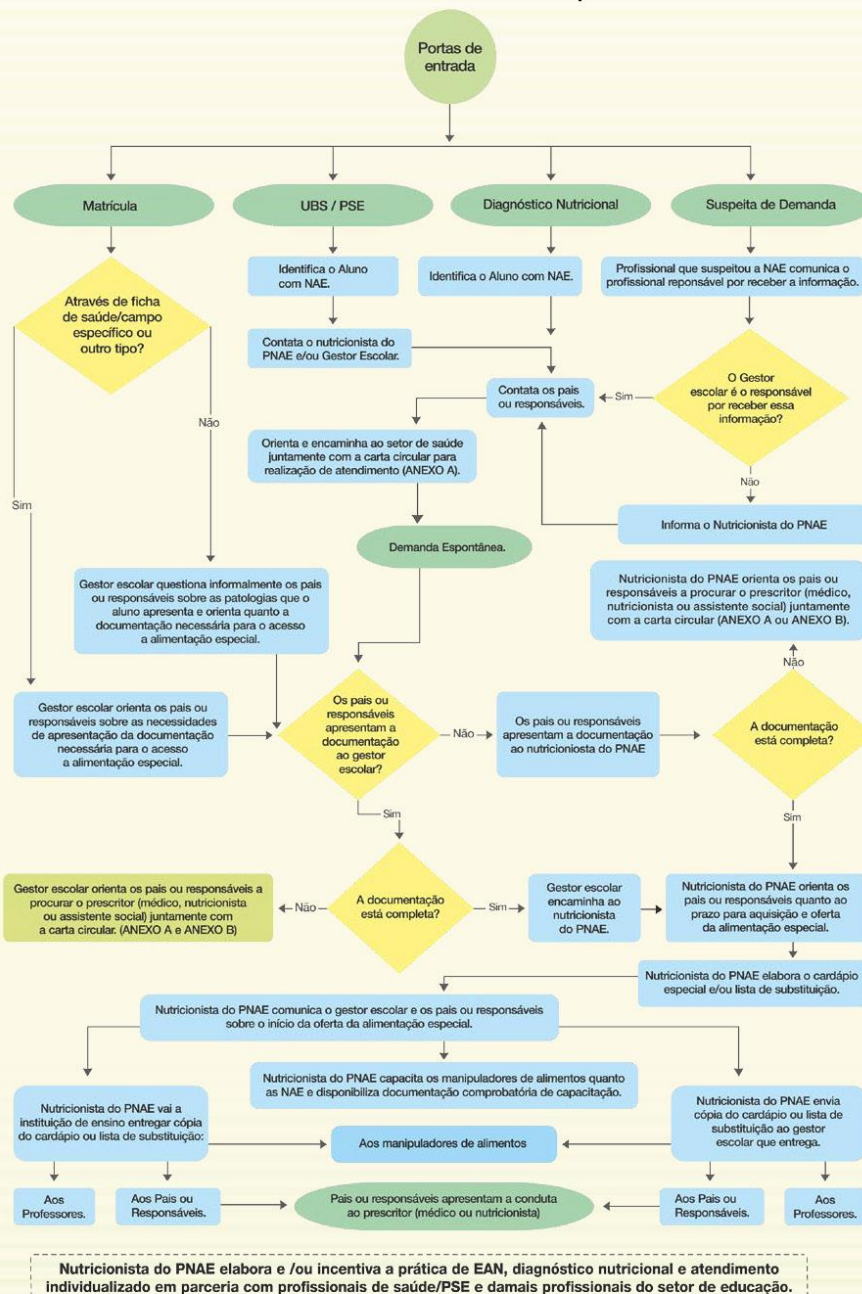 Portas de
entrada
Matrícula
UBS / PSE
Diagnóstico Nutricional
Suspeita de Demanda
Através de ficha
de saúde/campo
específico ou
outro tipo?
Identifica o Aluno
com NAE.
Identifica o Aluno com NAE.
Profissional que suspeitou a NAE comunica o
profissional reponsável por receber a informação.
Contata o nutricionista do
PNAE e/ou Gestor Escolar.
Contata os pais
ou responsáveis.
Sim
O Gestor
escolar é o responsável
por receber essa
informação?
Não
Orienta e encaminha ao setor de saúde
juntamente com a carta circular para
realização de atendimento (ANEXO A).
Não
Sim
Informa o Nutricionista do PNAE
Demanda Espontânea.
Gestor escolar questiona informalmente os pais
ou responsáveis sobre as patologias que o
aluno apresenta e orienta quanto a
documentação necessária para o acesso
a alimentação especial.
Nutricionista do PNAE orienta os pais ou
responsáveis a procurar o prescritor (médico,
nutricionista ou assistente social) juntamente
com a carta circular (ANEXO A ou ANEXO B).
Não
Gestor escolar orienta os pais ou
responsáveis sobre as necessidades
de apresentação da documentação
necessária para o acesso
a alimentação especial.
Os pais ou
responsáveis
apresentam a
documentação
ao gestor
escolar?
Não
Os pais ou responsáveis
apresentam a documentação
ao nutricioniosta do PNAE
A documentação
está completa?
Sim
Sim
Gestor escolar orienta os pais ou responsáveis a
procurar o prescritor (médico, nutricionista
ou assistente social) juntamente com
a carta circular. (ANEXO A e ANEXO B)
Não
A documentação
está completa?
Sim
Gestor escolar
encaminha ao
nutricionista
do PNAE.
Nutricionista do PNAE orienta os
pais ou responsáveis quanto ao
prazo para aquisição e oferta
da alimentação especial.
Nutricionista do PNAE elabora o cardápio
especial e/ou lista de substituição.
Nutricionista do PNAE comunica o gestor escolar e os pais ou responsáveis
sobre o início da oferta da alimentação especial.
Nutricionista do PNAE capacita os manipuladores de alimentos quanto
as NAE e disponibiliza documentação comprobatória de capacitação.
Nutricionista do PNAE vai a
instituição de ensino entregar cópia
do cardápio ou lista de substituição:
Aos manipuladores de alimentos
Nutricionista do PNAE envia
cópia do cardápio ou lista de
substituição ao gestor
escolar que entrega.
Aos
Professores.
Aos Pais ou
Responsáveis.
Pais ou responsáveis apresentam a conduta
ao prescritor (médico ou nutricionista)
Aos Pais ou
Responsáveis.
Aos
Professores.
Nutricionista do PNAE elabora e /ou incentiva a prática de EAN, diagnóstico nutricional e atendimento
individualizado em parceria com profissionais de saúde/PSE e damais profissionais do setor de educação.